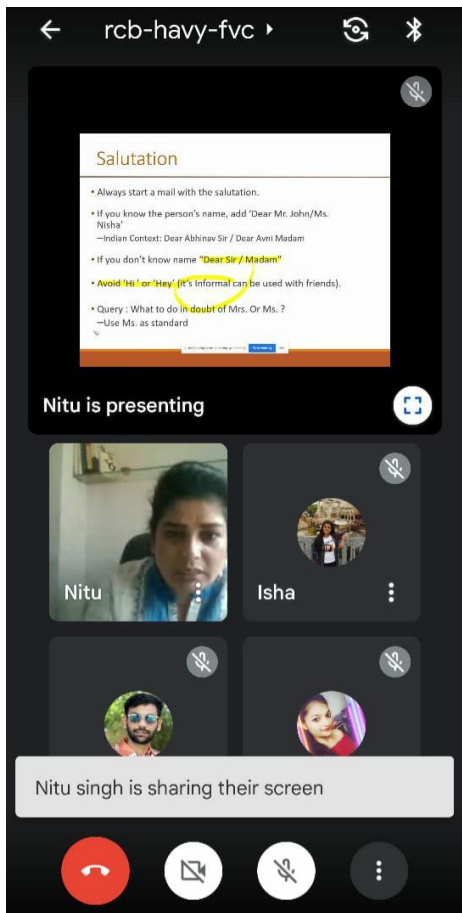 rcb-havy-fvc
Salutation
• Always start a mail with the salutation.
• If you know the person's name, add 'Dear Mr. John/Ms.
Nisha'
—Indian Context: Dear Abhinav Sir / Dear Avni Madam
• If you don't know name "Dear Sir / Madam"
• Avoid 'Hi ' or 'Hey' (it's Informal can be used with friends).
• Query : What to do in doubt of Mrs. Or Ms. ?
—Use Ms. as standard
Nitu is presenting
Nitu
Isha
Nitu singh is sharing their screen